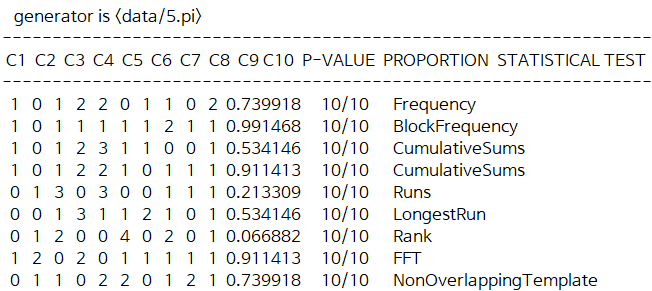 generator is 〈data/5.pi〉
C1 C2 C3 C4 C5 C6 C7 C8 C9 C10 P-VALUE PROPORTION STATISTICAL TEST
1 0 1 2 2 0 1 1 0 2 0.739918 10/10 Frequency
1 0 1 1 1 1 1 2 1 1 0.991468 10/10 BlockFrequency
1 0 1 2 3 1 1 0 0 1 0.534146 10/10 CumulativeSums
1 0 1 2 2 1 0 1 1 1 0.911413 10/10 CumulativeSums
0 1 3 0 3 0 0 1 1 1 0.213309 10/10 Runs
0 0 1 3 1 1 2 1 0 1 0.534146 10/10 LongestRun
0 1 2 0 0 4 0 2 0 1 0.066882 10/10 Rank
1 2 0 2 0 1 1 1 1 1 0.911413 10/10 FFT
0 1 1 0 2 2 0 1 2 1 0.739918 10/10 NonOverlappingTemplate